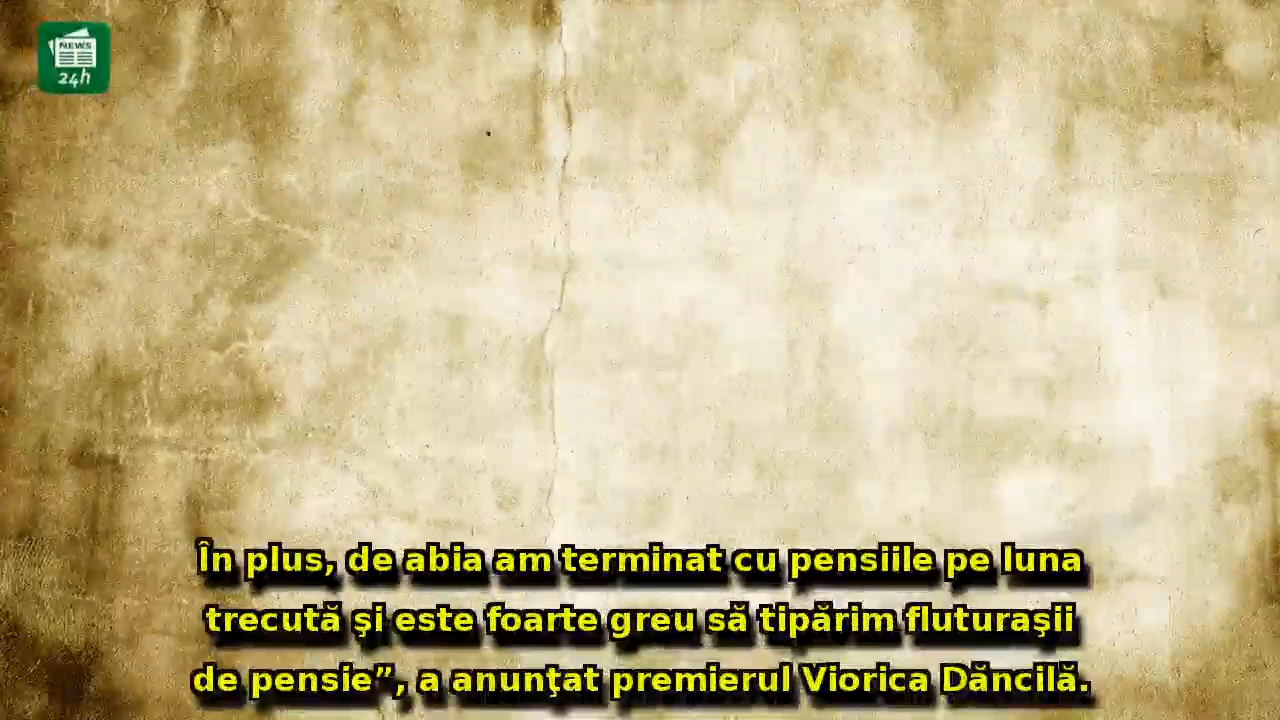 NEWS
24h
În plus, de abia am terminat cu pensiile pe luna
trecută şi este foarte greu să tipărim fluturaşii
de pensie”, a anunţat premierul Viorica Dăncilă.